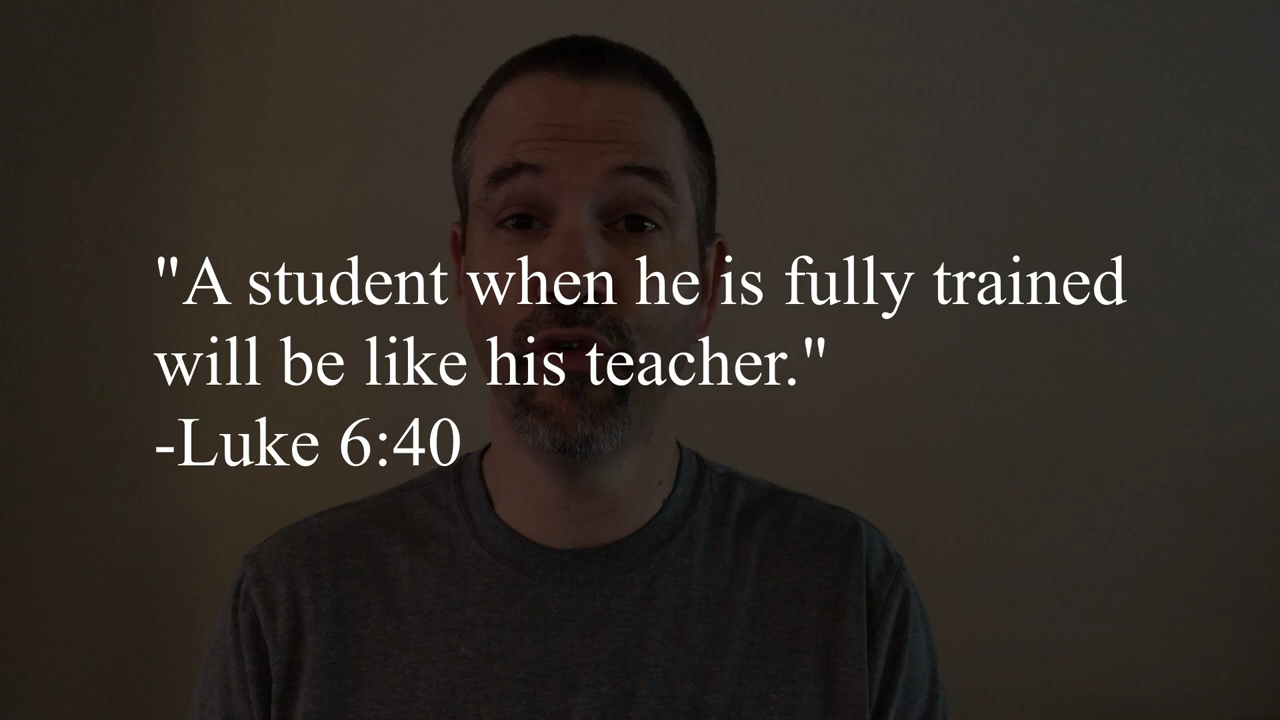 "A student when he is fully trained
will be like his teacher."
-Luke 6:40